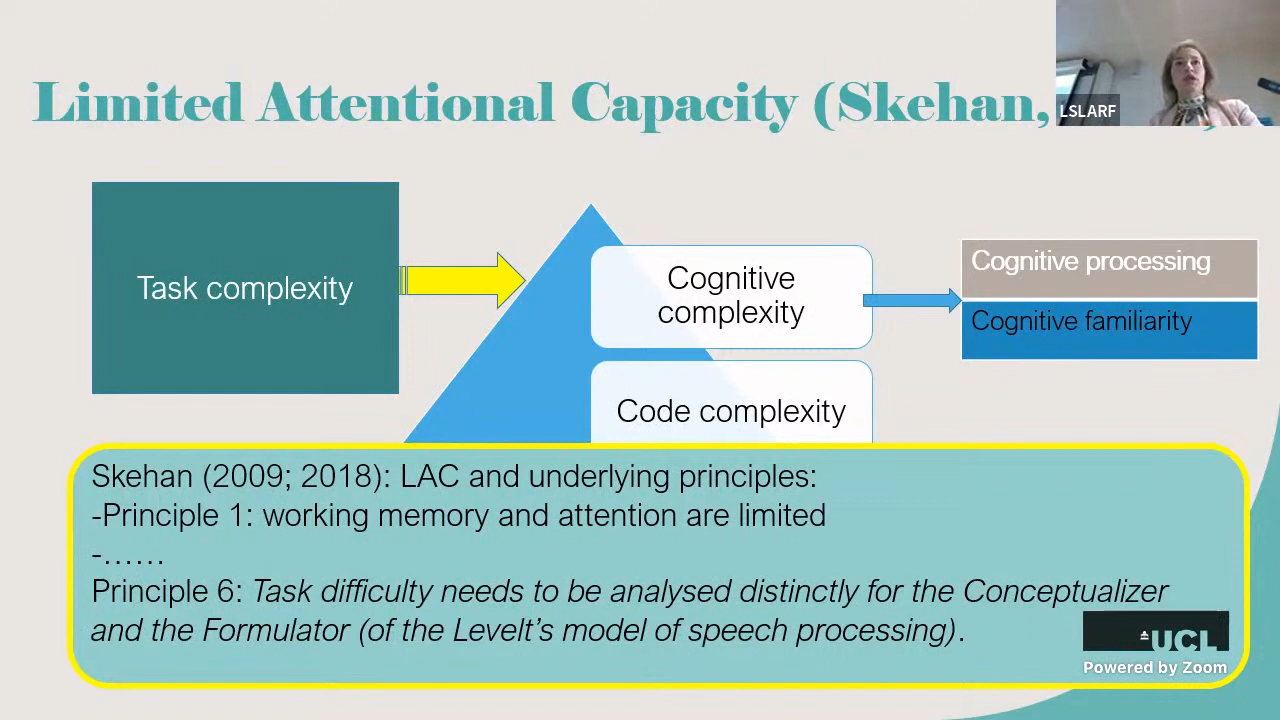 Limited Attentional Capacity (Skehan,
LSLARF
Task complexity
Cognitive
complexity
Cognitive processing
Cognitive familiarity
Code complexity
Skehan (2009; 2018): LAC and underlying principles:
-Principle 1: working memory and attention are limited
-......
Principle 6: Task difficulty needs to be analysed distinctly for the Conceptualizer
and the Formulator (of the Levelt's model of speech processing).
UCL
Powered by Zoom